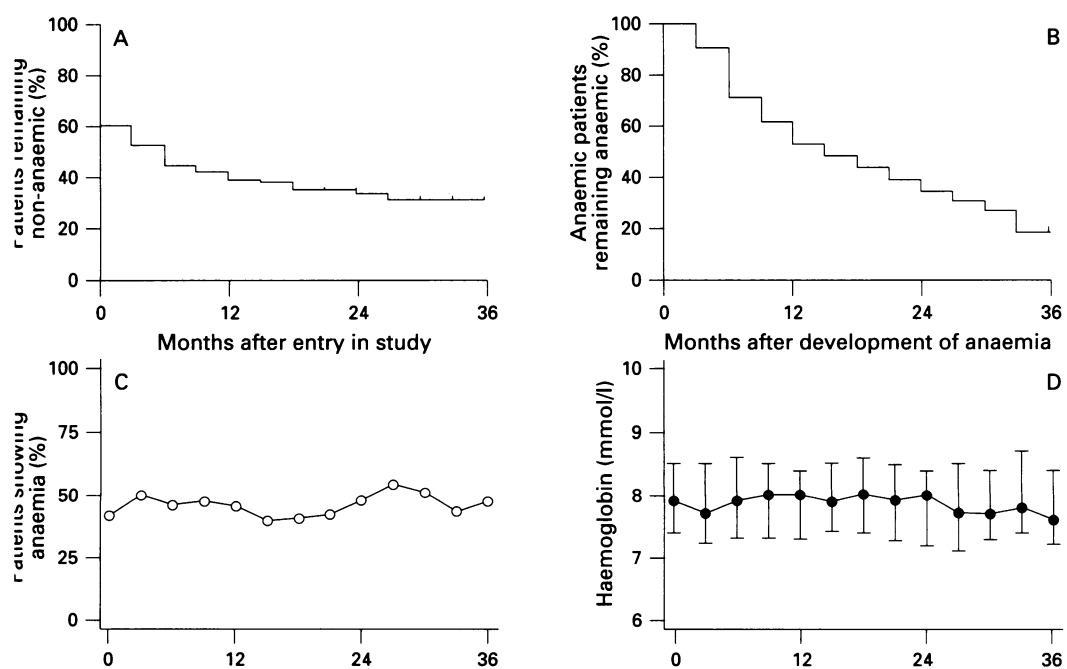 100
80
60
40
20
0
A
non-anaemic (%)
0 12 24 36
Months after entry in study
100
80
60
40
20
0
B
Anaemic patients
remaining anaemic (%)
0 12 24 36
Months after development of anaemia
100
75
50
25
0
C
anaemia (%)
0 12 24 36
10
9
8
7
6
D
Haemoglobin (mmol/l)
0 12 24 36